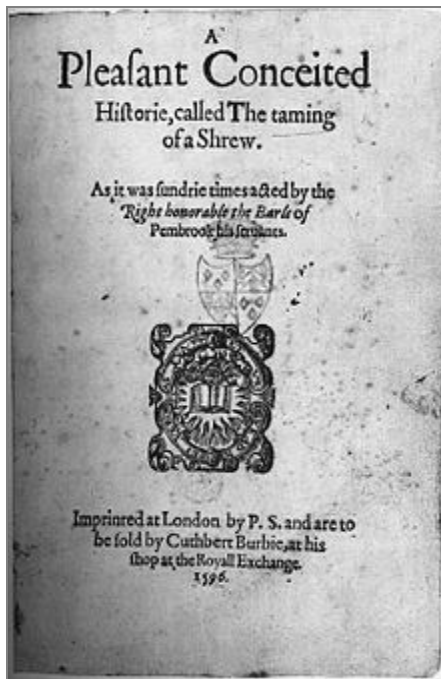 A
Pleaſant Conceited
Hiſtorie, called The taming
of a Shrew.
As it was ſundrie times acted by the
Right honorable the Earle of
Pembrook his ſeruants.
Imprinred at London by P. S. and are to
be ſold by Cuthbert Burbie, at his
ſhop at the Royall Exchange.
1596.